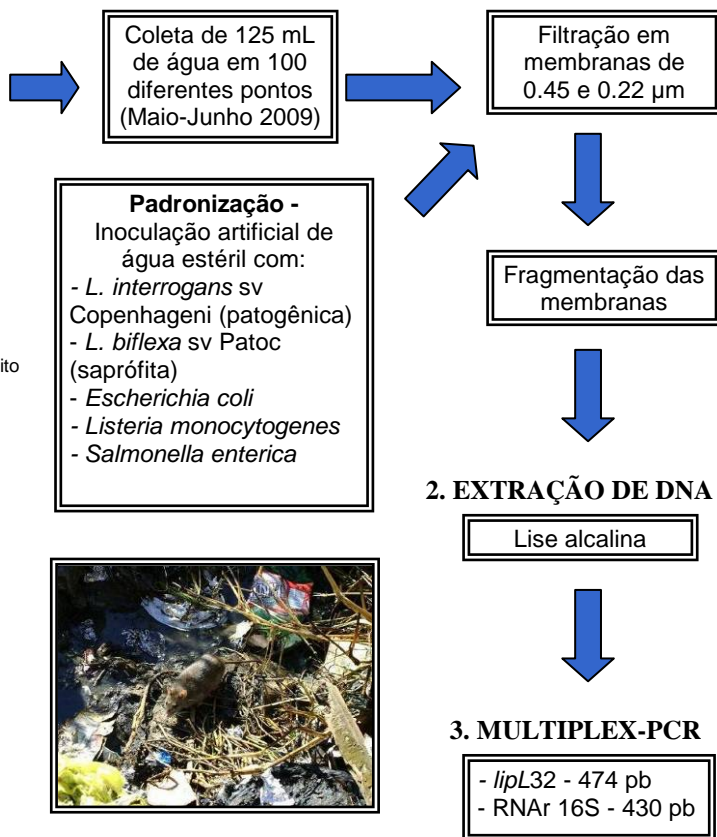 Coleta de 125 mL
de água em 100
diferentes pontos
(Maio-Junho 2009)
Filtração em
membranas de
0.45 e 0.22 µm
Padronização -
Inoculação artificial de
água estéril com:
- L. interrogans sv
Copenhageni (patogênica)
- L. biflexa sv Patoc
(saprófita)
- Escherichia coli
- Listeria monocytogenes
- Salmonella enterica
ito
Fragmentação das
membranas
2. EXTRAÇÃO DE DNA
Lise alcalina
3. MULTIPLEX-PCR
- lipL32 - 474 pb
- RNAr 16S - 430 pb